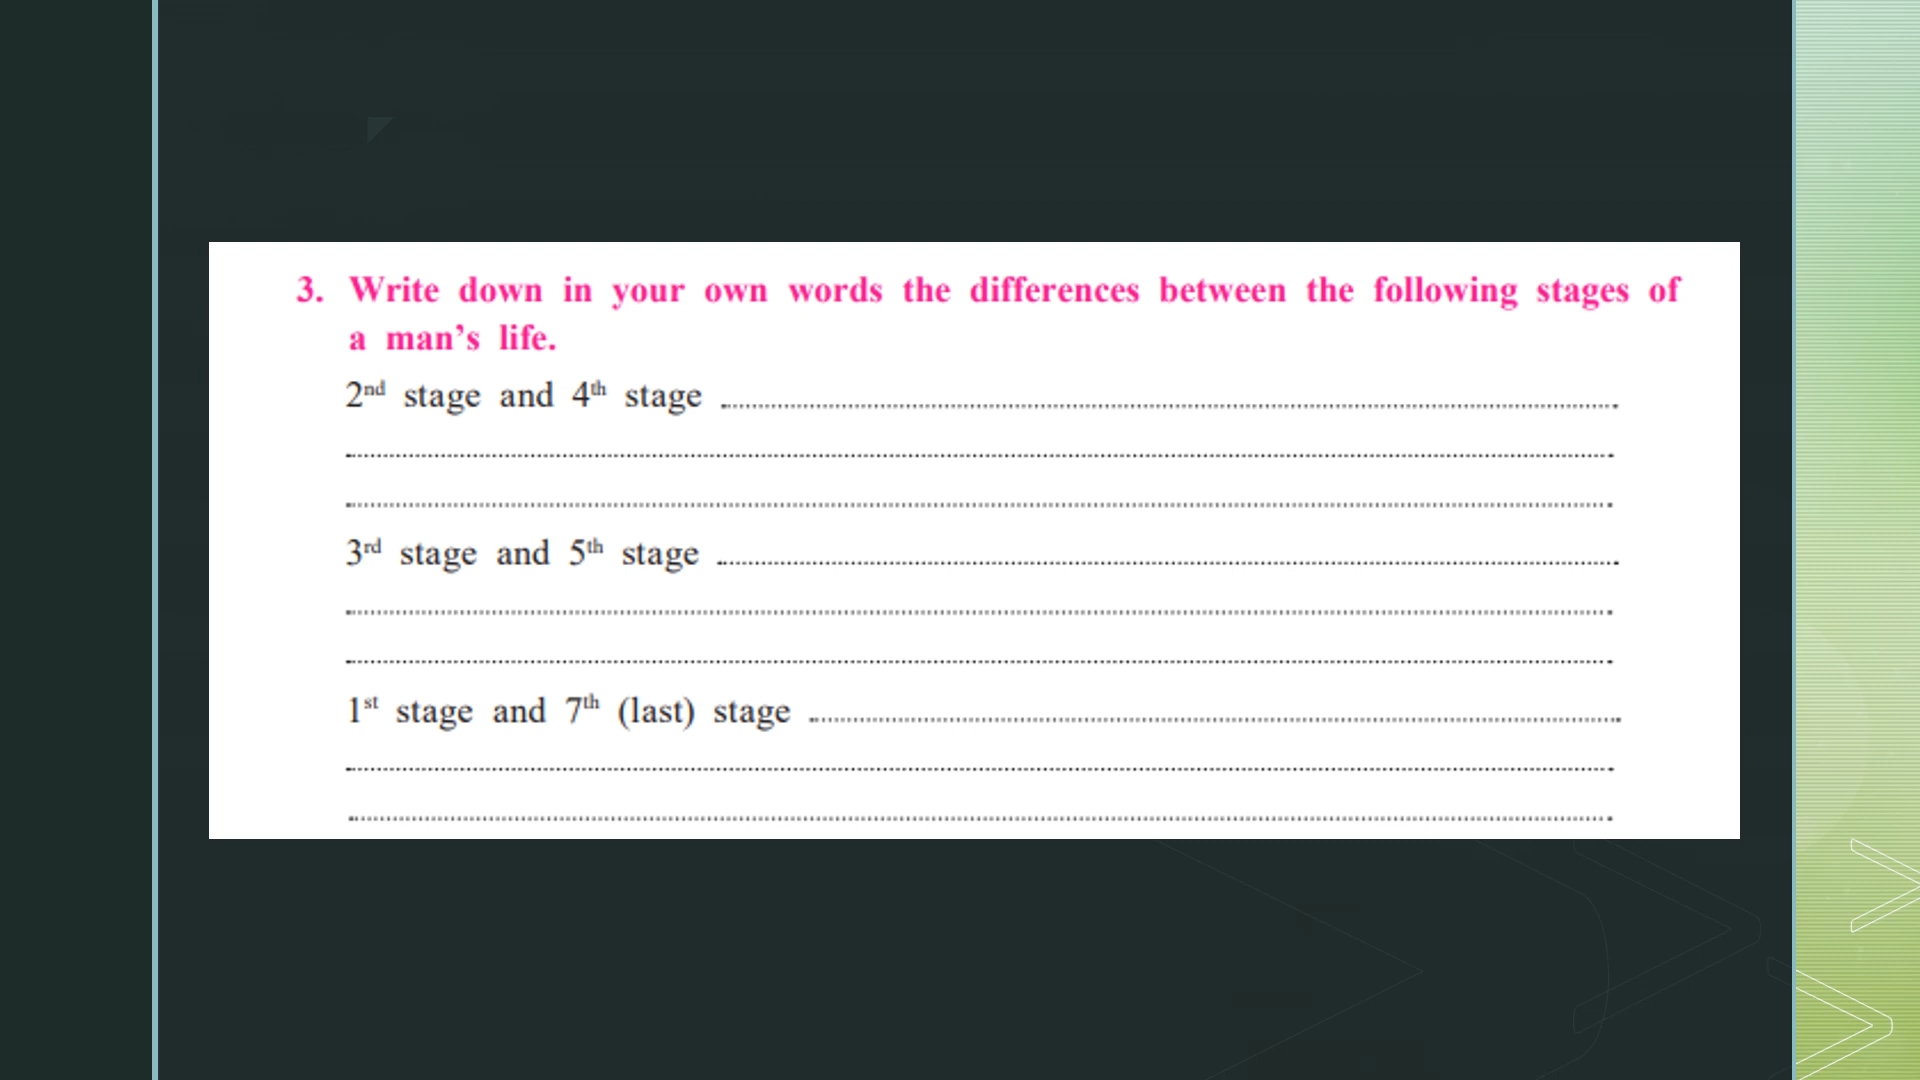 3. Write down in your own words the differences between the following stages of
a man’s life.
2nd stage and 4th stage
3rd stage and 5th stage
1st stage and 7th (last) stage